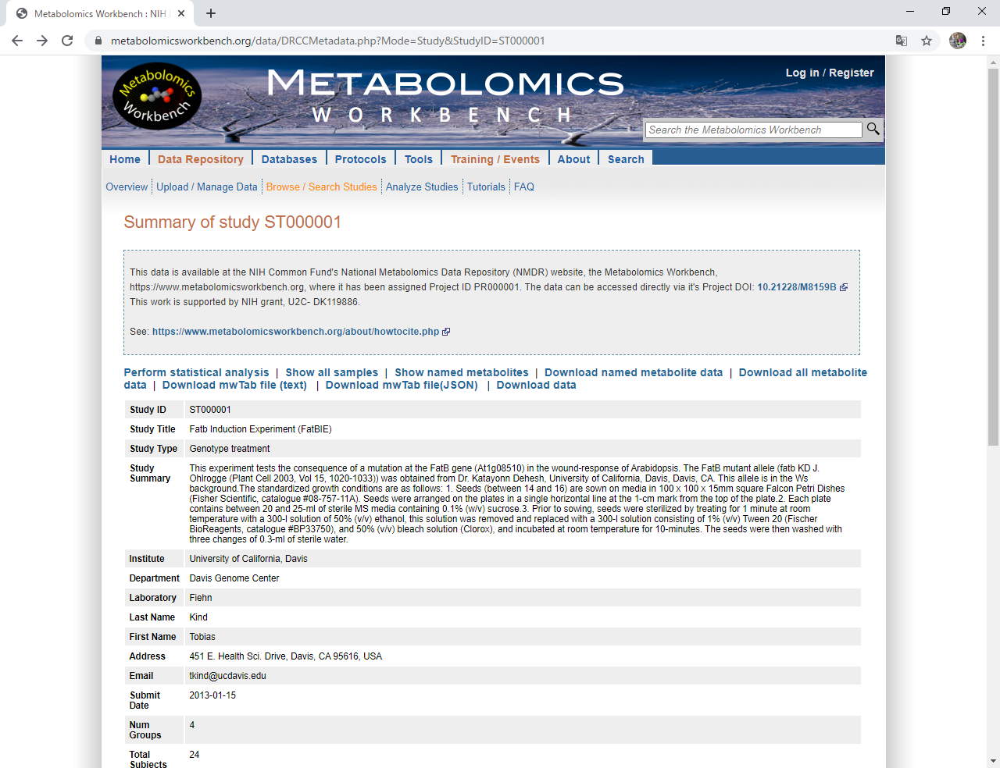 Metabolomics Workbench : NIH
metabolomicsworkbench.org/data/DRCCMetadata.php?Mode=Study&StudyID=ST000001
Metabolomics
Workbench
METABOLOMICS
WORKBENCH
Log in / Register
Search the Metabolomics Workbench
Home Data Repository Databases Protocols Tools Training / Events About Search
Overview Upload / Manage Data Browse / Search Studies Analyze Studies Tutorials FAQ
Summary of study ST000001
This data is available at the NIH Common Fund's National Metabolomics Data Repository (NMDR) website, the Metabolomics Workbench,
https://www.metabolomicsworkbench.org, where it has been assigned Project ID PR000001. The data can be accessed directly via it's Project DOI: 10.21228/M8159B
This work is supported by NIH grant, U2C- DK119886.
See: https://www.metabolomicsworkbench.org/about/howtocite.php
Perform statistical analysis | Show all samples | Show named metabolites | Download named metabolite data | Download all metabolite
data | Download mwTab file (text) | Download mwTab file(JSON) | Download data
Study ID ST000001
Study Title Fatb Induction Experiment (FatBIE)
Study Type Genotype treatment
Study Summary This experiment tests the consequence of a mutation at the FatB gene (At1g08510) in the wound-response of Arabidopsis. The FatB mutant allele (fatb KD J.
Ohlrogge (Plant Cell 2003, Vol 15, 1020-1033)) was obtained from Dr. Katayonn Dehesh, University of California, Davis, Davis, CA. This allele is in the Ws
background.The standardized growth conditions are as follows: 1. Seeds (between 14 and 16) are sown on media in 100 x 100 x 15mm square Falcon Petri Dishes
(Fisher Scientific, catalogue #08-757-11A). Seeds were arranged on the plates in a single horizontal line at the 1-cm mark from the top of the plate.2. Each plate
contains between 20 and 25-ml of sterile MS media containing 0.1% (w/v) sucrose.3. Prior to sowing, seeds were sterilized by treating for 1 minute at room
temperature with a 300-l solution of 50% (v/v) ethanol, this solution was removed and replaced with a 300-l solution consisting of 1% (v/v) Tween 20 (Fischer
BioReagents, catalogue #BP33750), and 50% (v/v) bleach solution (Clorox), and incubated at room temperature for 10-minutes. The seeds were then washed with
three changes of 0.3-ml of sterile water.
Institute University of California, Davis
Department Davis Genome Center
Laboratory Fiehn
Last Name Kind
First Name Tobias
Address 451 E. Health Sci. Drive, Davis, CA 95616, USA
Email tkind@ucdavis.edu
Submit Date 2013-01-15
Num Groups 4
Total Subjects 24